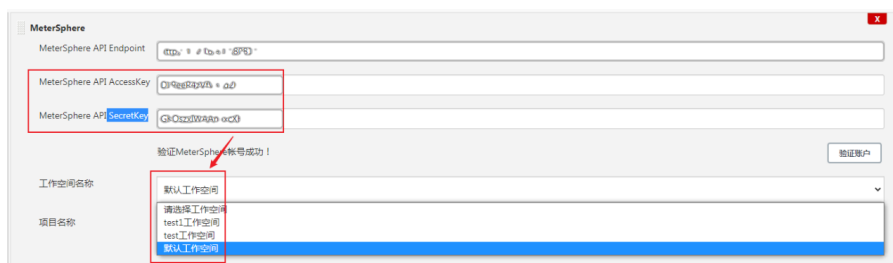 X
MeterSphere
MeterSphere API Endpoint
MeterSphere API AccessKey
MeterSphere API SecretKey
验证MeterSphere帐号成功！
验证账户
工作空间名称
默认工作空间
请选择工作空间
项目名称
test1工作空间
test工作空间
默认工作空间